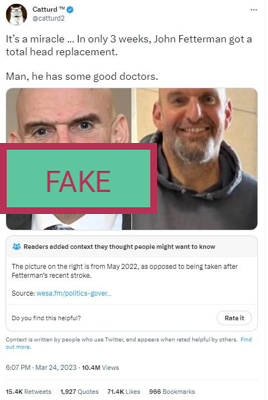 Catturd ™
@catturd2
It's a miracle ... In only 3 weeks, John Fetterman got a
total head replacement.
Man, he has some good doctors.
FAKE
Readers added context they thought people might want to know
The picture on the right is from May 2022, as opposed to being taken after
Fetterman's recent stroke.
Source: wesa.fm/politics-gover...
Do you find this helpful?
Rate it
Context is written by people who use Twitter, and appears when rated helpful by others. Find
out more.
6:07 PM · Mar 24, 2023 · 10.4M Views
15.4K Retweets 1,927 Quotes 71.4K Likes 966 Bookmarks